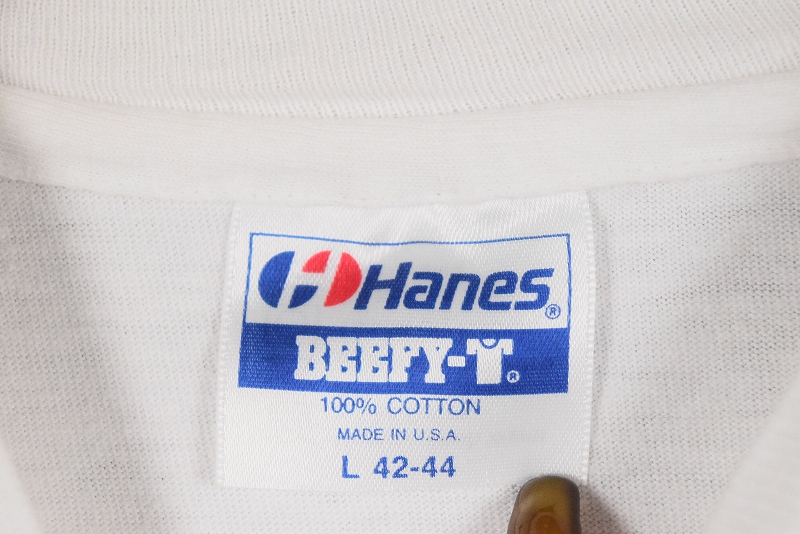 Hanes®
BEEFY-T®
100% COTTON
MADE IN U.S.A.
L 42-44